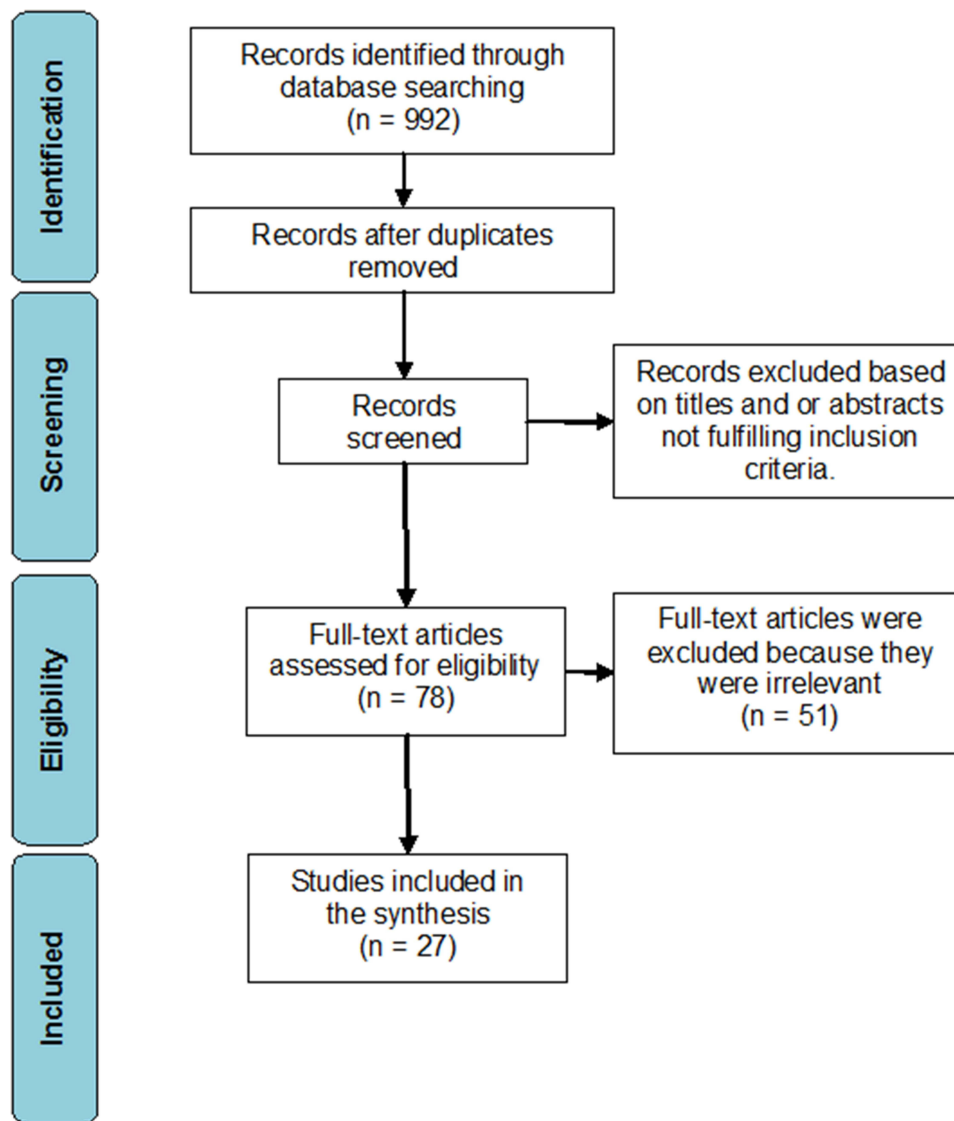 Identification
Records identified through
database searching
(n = 992)
Records after duplicates
removed
Screening
Records
screened
Records excluded based
on titles and or abstracts
not fulfilling inclusion
criteria.
Eligibility
Full-text articles
assessed for eligibility
(n = 78)
Full-text articles were
excluded because they
were irrelevant
(n = 51)
Included
Studies included in
the synthesis
(n = 27)